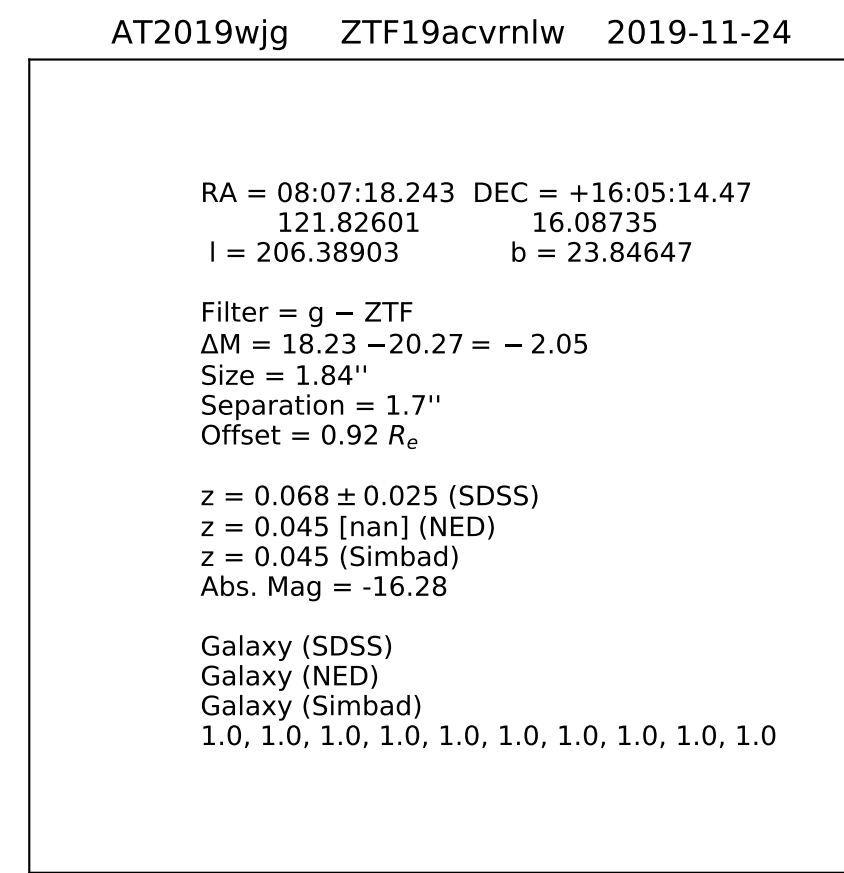 AT2019wjg ZTF19acvrnlw 2019-11-24
RA = 08:07:18.243 DEC = +16:05:14.47
121.82601 16.08735
l = 206.38903 b = 23.84647
Filter = g − ZTF
ΔM = 18.23 −20.27 = − 2.05
Size = 1.84''
Separation = 1.7''
Offset = 0.92 Re
z = 0.068 ± 0.025 (SDSS)
z = 0.045 [nan] (NED)
z = 0.045 (Simbad)
Abs. Mag = -16.28
Galaxy (SDSS)
Galaxy (NED)
Galaxy (Simbad)
1.0, 1.0, 1.0, 1.0, 1.0, 1.0, 1.0, 1.0, 1.0, 1.0